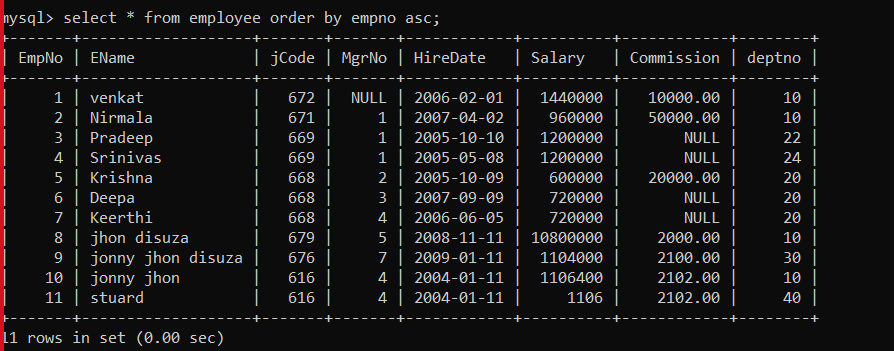 mysql> select * from employee order by empno asc;
+-------+-------------------+-------+-------+------------+----------+------------+--------+
| EmpNo | EName             | jCode | MgrNo | HireDate   | Salary   | Commission | deptno |
+-------+-------------------+-------+-------+------------+----------+------------+--------+
|     1 | venkat            |   672 |  NULL | 2006-02-01 |  1440000 |   10000.00 |     10 |
|     2 | Nirmala           |   671 |     1 | 2007-04-02 |   960000 |   50000.00 |     10 |
|     3 | Pradeep           |   669 |     1 | 2005-10-10 |  1200000 |       NULL |     22 |
|     4 | Srinivas          |   669 |     1 | 2005-05-08 |  1200000 |       NULL |     24 |
|     5 | Krishna           |   668 |     2 | 2005-10-09 |   600000 |   20000.00 |     20 |
|     6 | Deepa             |   668 |     3 | 2007-09-09 |   720000 |       NULL |     20 |
|     7 | Keerthi           |   668 |     4 | 2006-06-05 |   720000 |       NULL |     20 |
|     8 | jhon disuza       |   679 |     5 | 2008-11-11 | 10800000 |    2000.00 |     10 |
|     9 | jonny jhon disuza |   676 |     7 | 2009-01-11 |  1104000 |    2100.00 |     30 |
|    10 | jonny jhon        |   616 |     4 | 2004-01-11 |  1106400 |    2102.00 |     10 |
|    11 | stuard            |   616 |     4 | 2004-01-11 |     1106 |    2102.00 |     40 |
+-------+-------------------+-------+-------+------------+----------+------------+--------+
11 rows in set (0.00 sec)